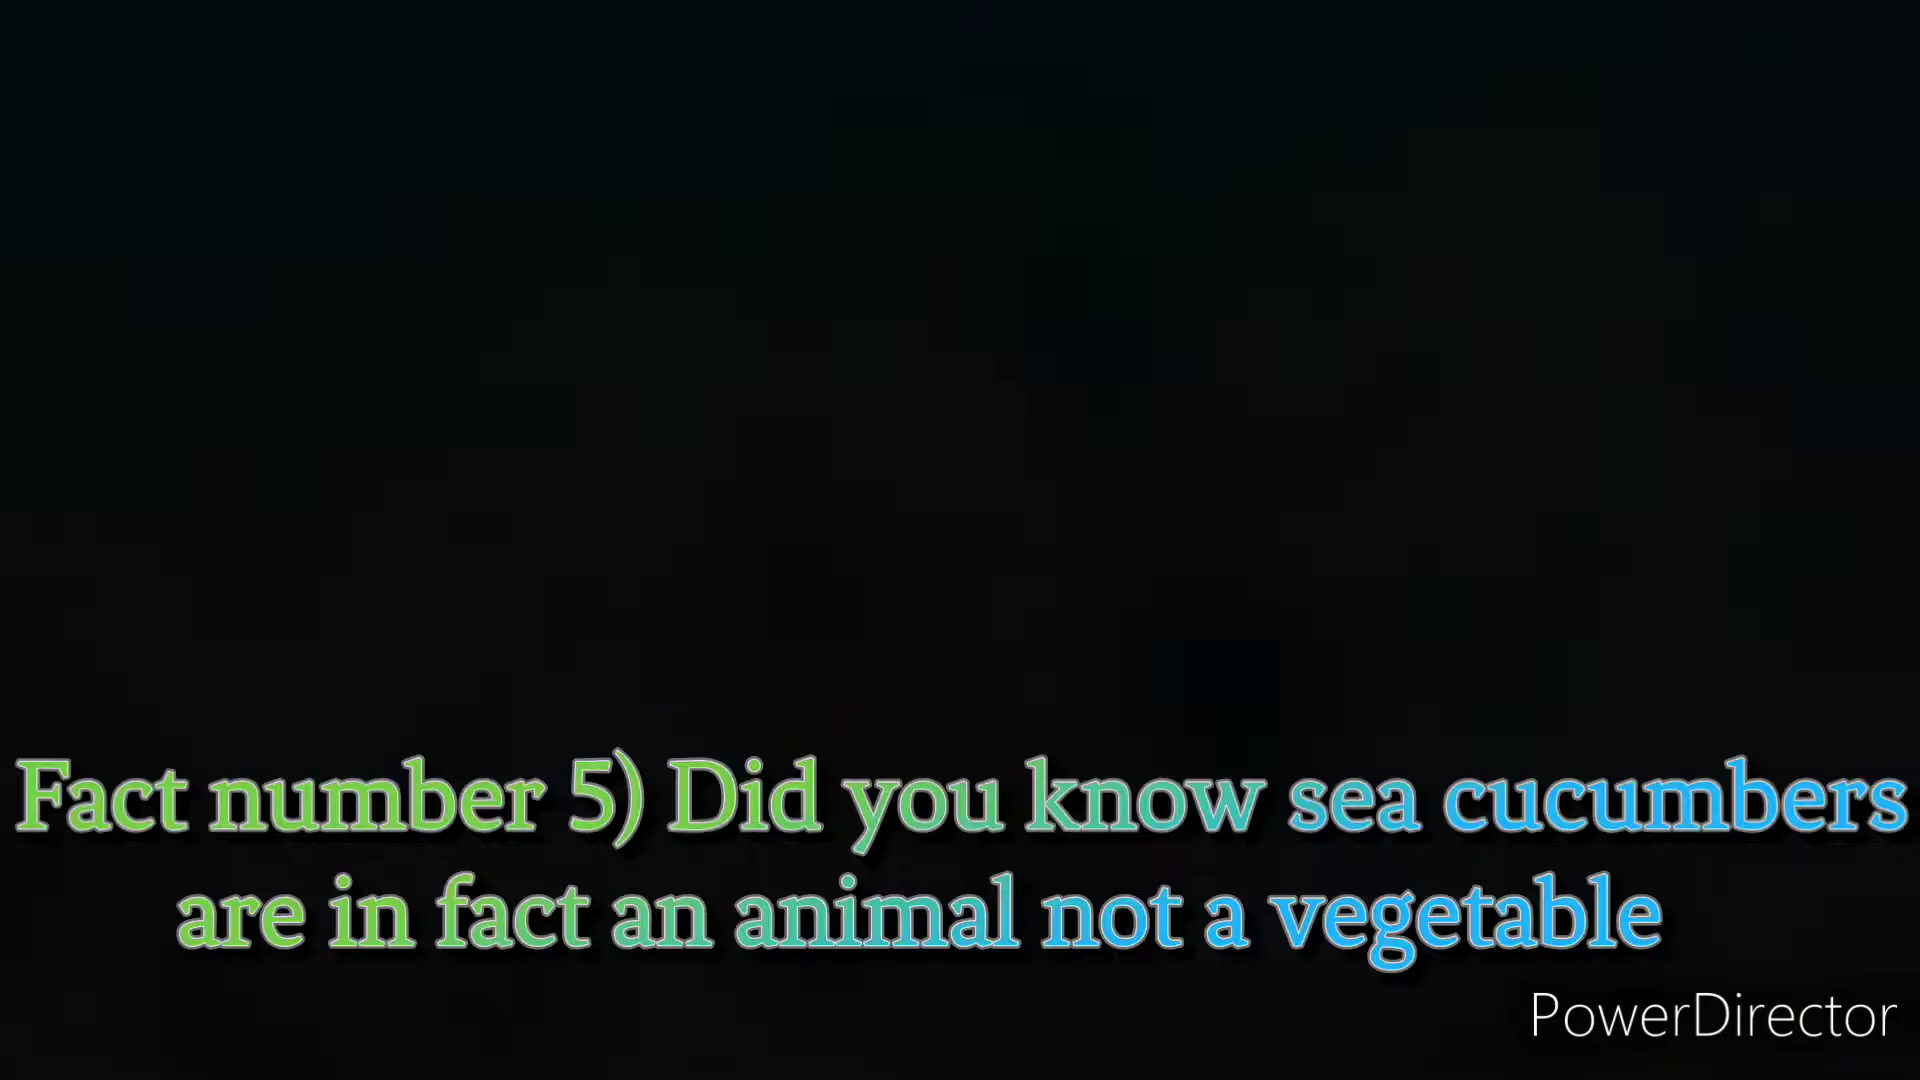 Fact number 5) Did you know sea cucumbers
are in fact an animal not a vegetable
PowerDirector